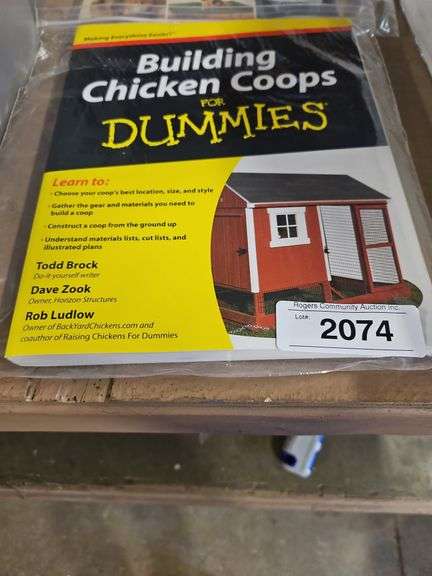 Making Everything Easier!™
Building
Chicken Coops
FOR
DUMMIES
Learn to:
• Choose your coop's best location, size, and style
• Gather the gear and materials you need to
build a coop
• Construct a coop from the ground up
• Understand materials lists, cut lists, and
illustrated plans
Todd Brock
Do-it-yourself writer
Dave Zook
Owner, Horizon Structures
Rob Ludlow
Owner of BackYardChickens.com and
coauthor of Raising Chickens For Dummies
Rogers Community Auction Inc.
Lot#:
2074